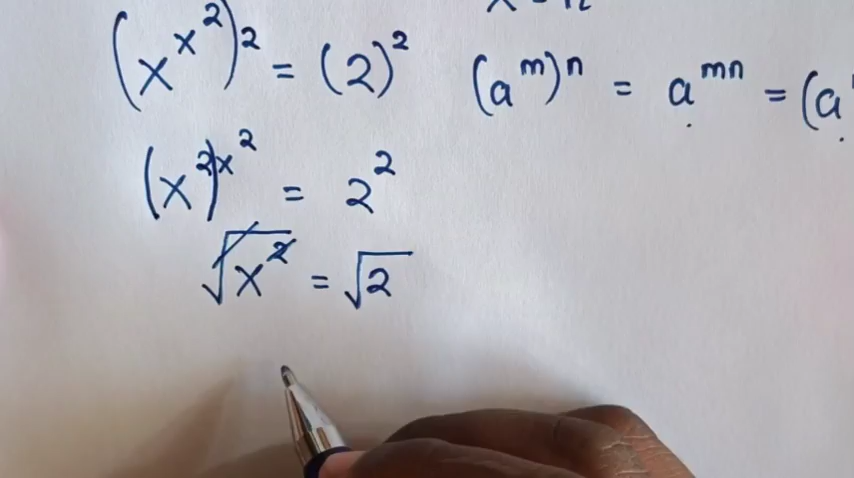 (x^{x^2})^2 = (2)^2
(a^m)^n = a^{mn} = (a
(x^2)^{x^2} = 2^2
√x^2 = √2